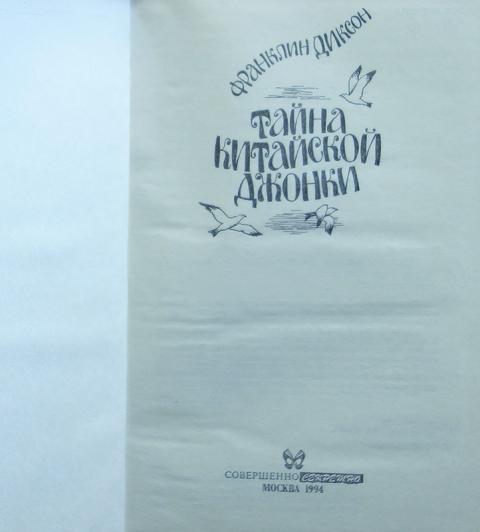 ФРАНКЛИН ДИКСОН
ТАЙНА
КИТАЙСКОЙ
ДЖОНКИ
СОВЕРШЕННО СЕКРЕТНО
МОСКВА 1994